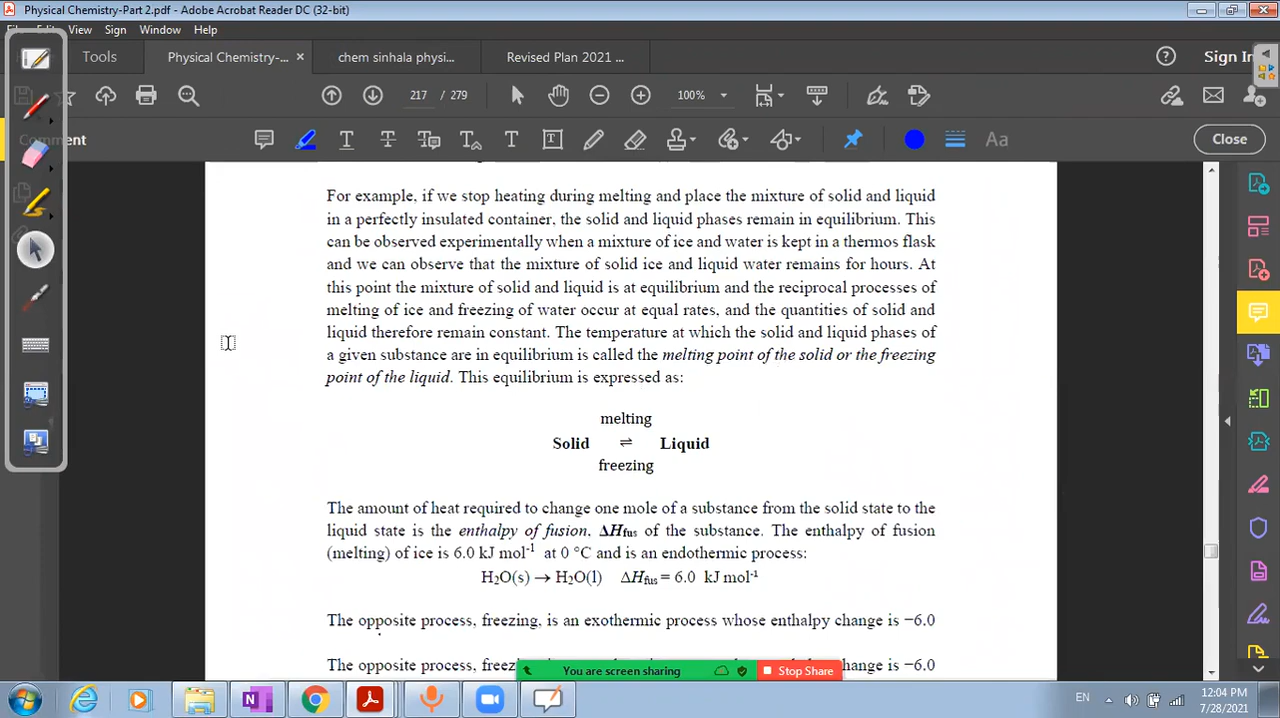 Physical Chemistry-Part 2.pdf - Adobe Acrobat Reader DC (32-bit)
View Sign Window Help
Tools Physical Chemistry-... × chem sinhala physi... Revised Plan 2021 ... Sign In
217 / 279 100%
Comment Close
For example, if we stop heating during melting and place the mixture of solid and liquid
in a perfectly insulated container, the solid and liquid phases remain in equilibrium. This
can be observed experimentally when a mixture of ice and water is kept in a thermos flask
and we can observe that the mixture of solid ice and liquid water remains for hours. At
this point the mixture of solid and liquid is at equilibrium and the reciprocal processes of
melting of ice and freezing of water occur at equal rates, and the quantities of solid and
liquid therefore remain constant. The temperature at which the solid and liquid phases of
a given substance are in equilibrium is called the melting point of the solid or the freezing
point of the liquid. This equilibrium is expressed as:
melting
Solid ⇌ Liquid
freezing
The amount of heat required to change one mole of a substance from the solid state to the
liquid state is the enthalpy of fusion, ΔHfus of the substance. The enthalpy of fusion
(melting) of ice is 6.0 kJ mol⁻¹ at 0 °C and is an endothermic process:
H₂O(s) → H₂O(l) ΔHfus = 6.0 kJ mol⁻¹
The opposite process, freezing, is an exothermic process whose enthalpy change is −6.0
The opposite process, freez change is −6.0
You are screen sharing Stop Share
EN 12:04 PM
7/28/2021